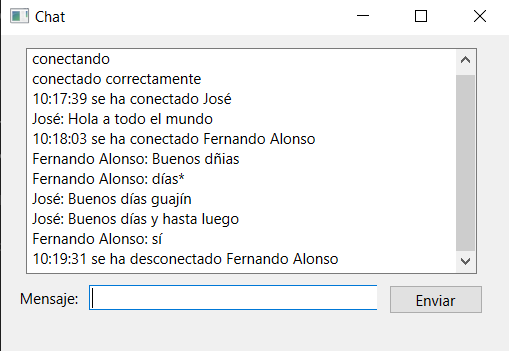 Chat
conectando
conectado correctamente
10:17:39 se ha conectado José
José: Hola a todo el mundo
10:18:03 se ha conectado Fernando Alonso
Fernando Alonso: Buenos dñias
Fernando Alonso: días*
José: Buenos días guajín
José: Buenos días y hasta luego
Fernando Alonso: sí
10:19:31 se ha desconectado Fernando Alonso
Mensaje:
Enviar